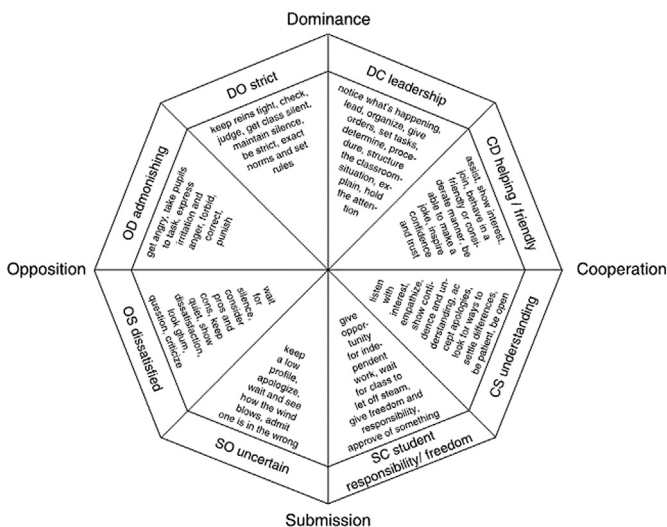 Dominance
DO strict
keep reins tight, check,
judge, get class silent,
maintain silence,
be strict, exact
norms and set
rules
DC leadership
notice what's happening,
lead, organize, give
orders, set tasks,
determine, proce-
dure, structure
the classroom-
situation, ex-
plain, hold
the atten-
tion
CD helping / friendly
assist, show interest,
join, behave in a
friendly or consi-
derate manner, be
able to make a
joke, inspire
confidence
and trust
OD admonishing
get angry, take pupils
to task, express
irritation and
anger, forbid,
correct,
punish
Opposition
Cooperation
OS dissatisfied
wait
for
silence,
consider
pros and
cons, keep
quiet, show
dissatisfaction,
look glum,
question, criticize
SO uncertain
keep
a low
profile,
apologize,
wait and see
how the wind
blows, admit
one is in the wrong
SC student
responsibility/ freedom
give
oppor-
tunity
for inde-
pendent
work, wait
for class to
let off steam,
give freedom and
responsibility,
approve of something
CS understanding
listen
with
interest,
empathize,
show confi-
dence and un-
derstanding, ac
cept apologies,
look for ways to
settle differences,
be patient, be open
Submission